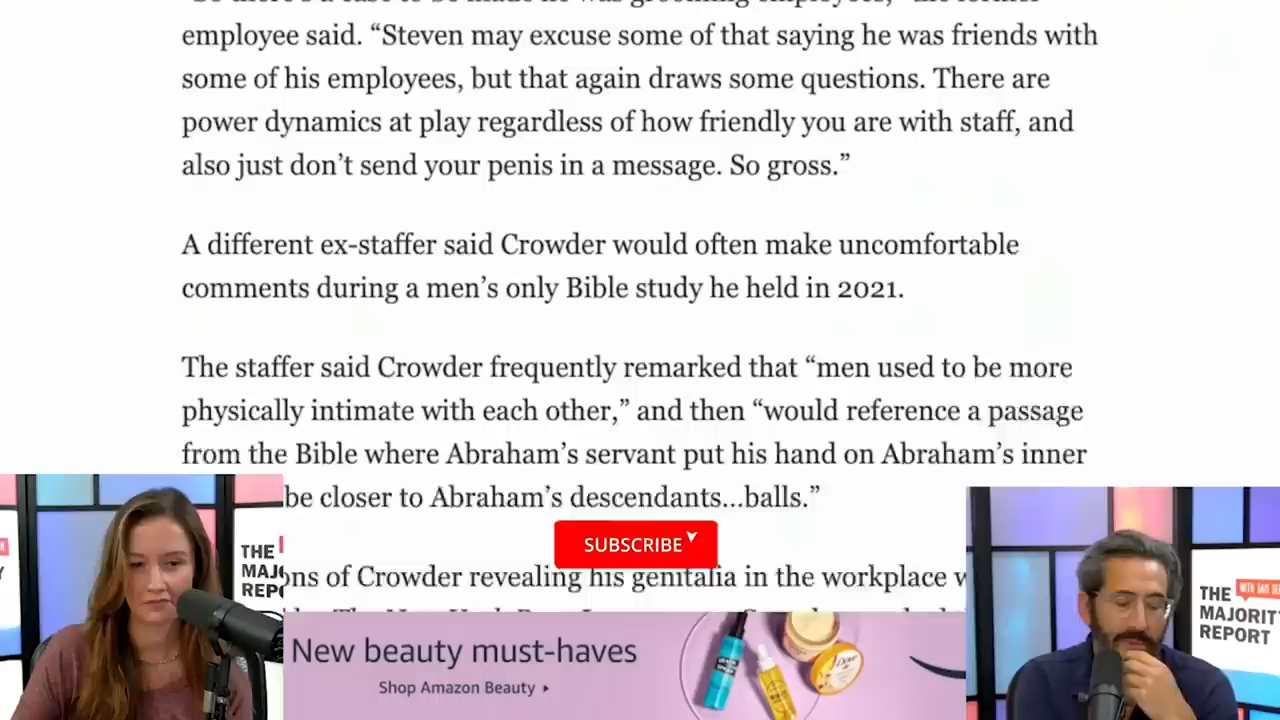 employee said. “Steven may excuse some of that saying he was friends with
some of his employees, but that again draws some questions. There are
power dynamics at play regardless of how friendly you are with staff, and
also just don’t send your penis in a message. So gross.”
A different ex-staffer said Crowder would often make uncomfortable
comments during a men’s only Bible study he held in 2021.
The staffer said Crowder frequently remarked that “men used to be more
physically intimate with each other,” and then “would reference a passage
from the Bible where Abraham’s servant put his hand on Abraham’s inner
be closer to Abraham’s descendants...balls.”
SUBSCRIBE
ons of Crowder revealing his genitalia in the workplace
THE
REPO
New beauty must-haves
Shop Amazon Beauty
Dove
THE
MAJORIT
REPORT